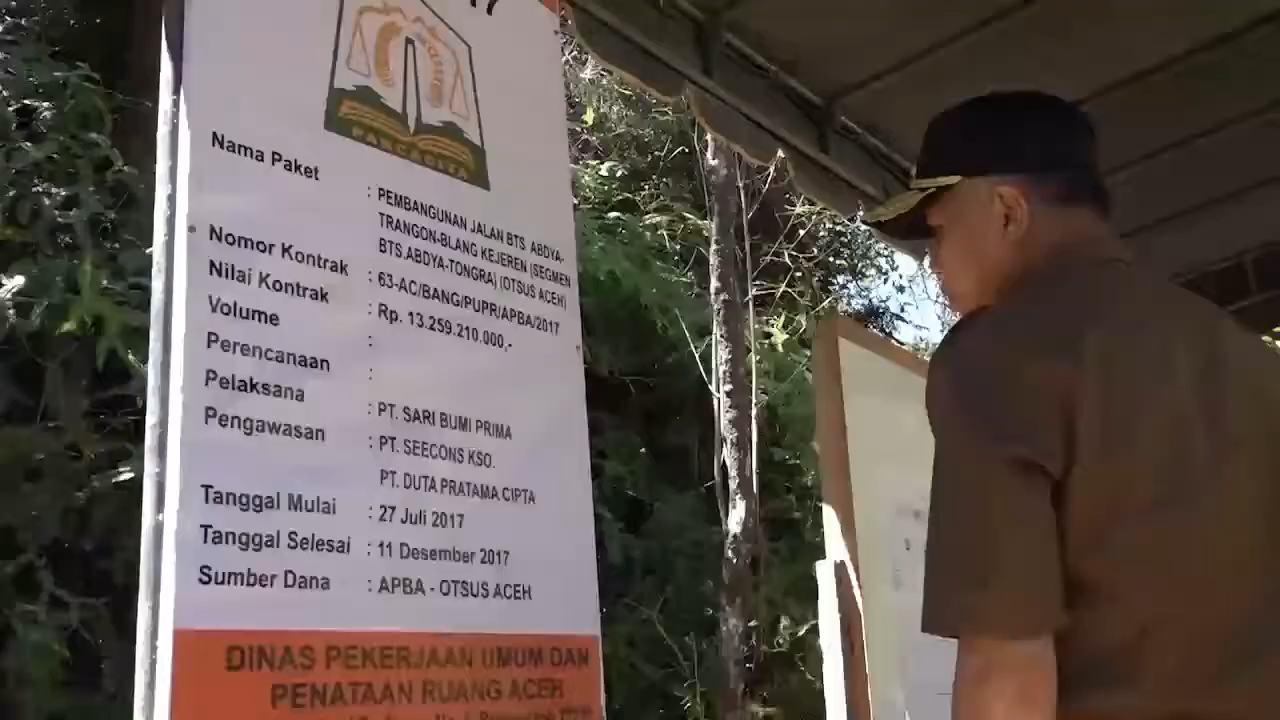 17
PANCACITA
Nama Paket : PEMBANGUNAN JALAN BTS. ABDYA-
TRANGON-BLANG KEJEREN (SEGMEN
BTS.ABDYA-TONGRA) (OTSUS ACEH)
Nomor Kontrak : 63-AC/BANG/PUPR/APBA/2017
Nilai Kontrak : Rp. 13.259.210.000,-
Volume :
Perencanaan :
Pelaksana : PT. SARI BUMI PRIMA
Pengawasan : PT. SEECONS KSO.
PT. DUTA PRATAMA CIPTA
Tanggal Mulai : 27 Juli 2017
Tanggal Selesai : 11 Desember 2017
Sumber Dana : APBA - OTSUS ACEH
DINAS PEKERJAAN UMUM DAN
PENATAAN RUANG ACEH